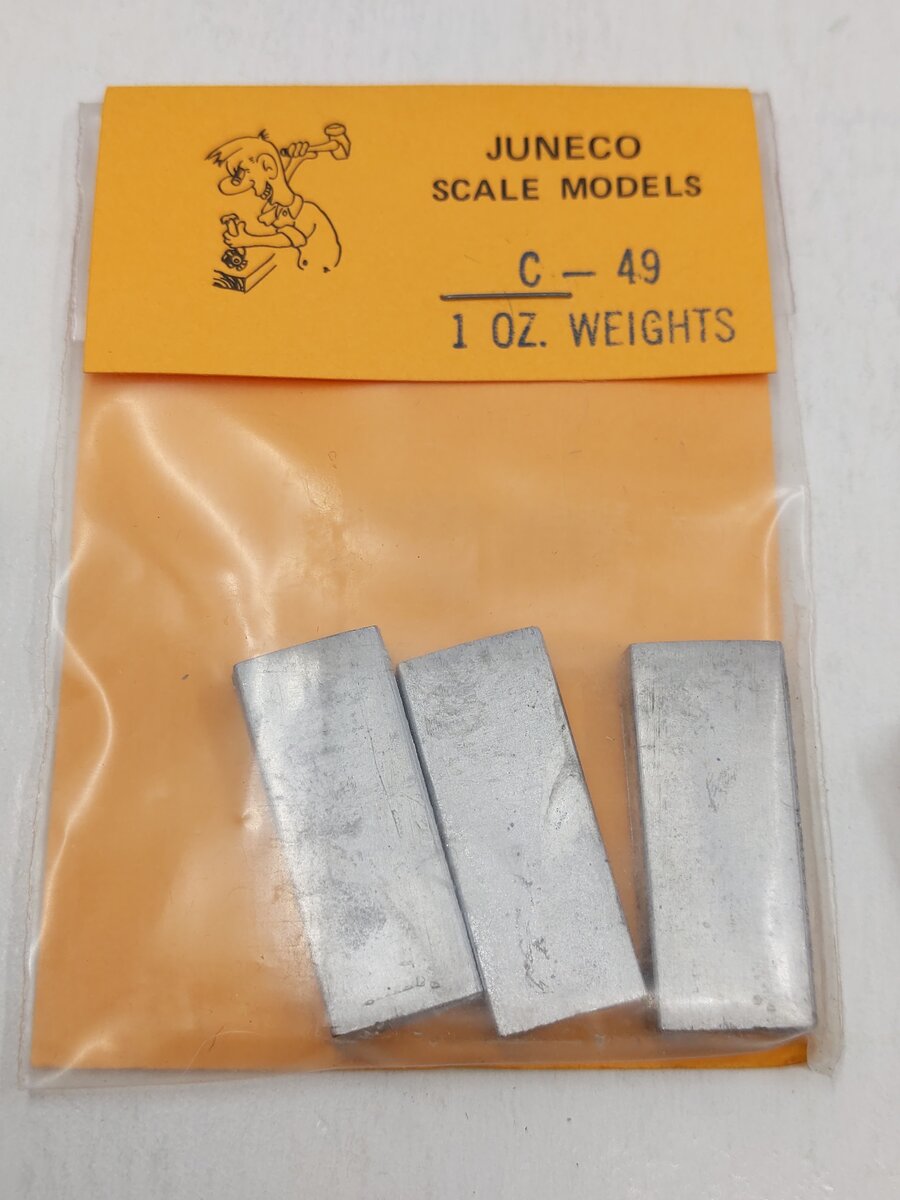 JUNECO
SCALE MODELS
C - 49
1 OZ. WEIGHTS